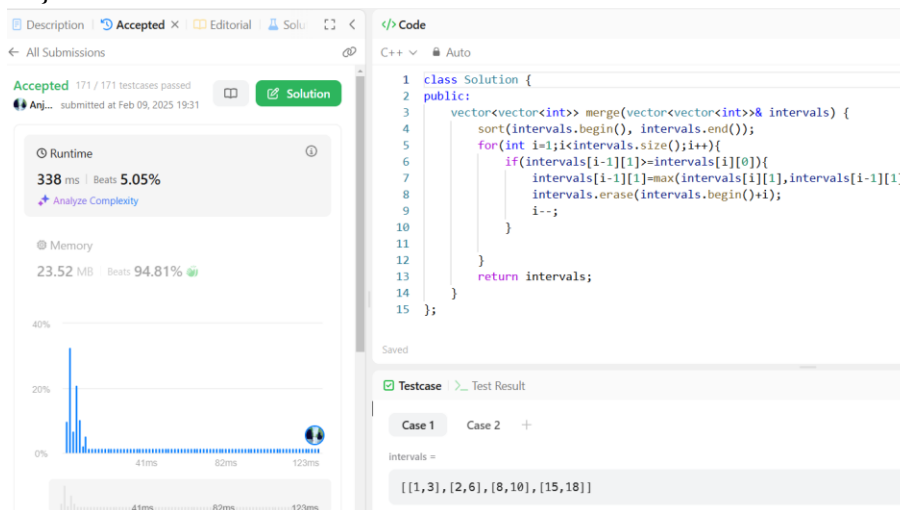 Description Accepted × Editorial Solu
All Submissions
Accepted 171 / 171 testcases passed
Anj... submitted at Feb 09, 2025 19:31
Solution
Runtime
338 ms Beats 5.05%
Analyze Complexity
Memory
23.52 MB Beats 94.81%
40%
20%
0%
41ms 82ms 123ms
41ms 82ms 123ms
</> Code
C++ Auto
1 class Solution {
2 public:
3 vector<vector<int>> merge(vector<vector<int>>& intervals) {
4 sort(intervals.begin(), intervals.end());
5 for(int i=1;i<intervals.size();i++){
6 if(intervals[i-1][1]>=intervals[i][0]){
7 intervals[i-1][1]=max(intervals[i][1],intervals[i-1][1]
8 intervals.erase(intervals.begin()+i);
9 i--;
10 }
11
12 }
13 return intervals;
14 }
15 };
Saved
Testcase >_ Test Result
Case 1 Case 2 +
intervals =
[[1,3],[2,6],[8,10],[15,18]]